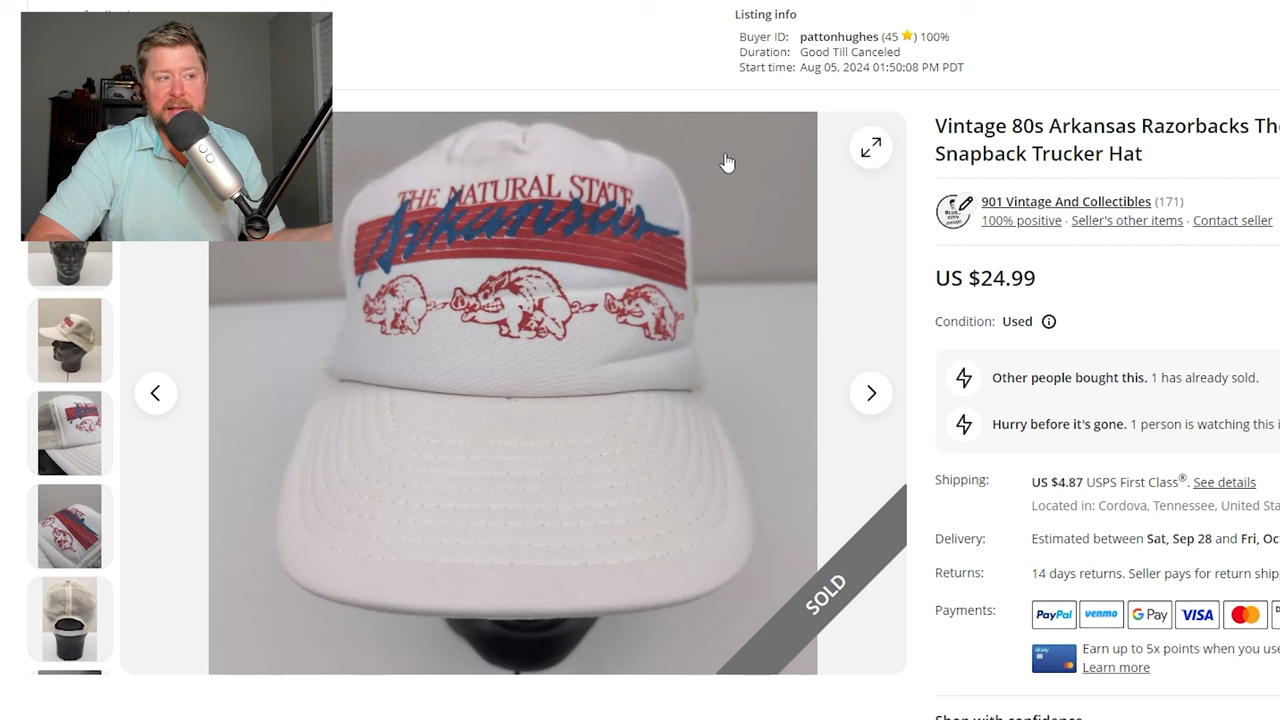 Listing info
Buyer ID: pattonhughes (45 ) 100%
Duration: Good Till Canceled
Start time: Aug 05, 2024 01:50:08 PM PDT
THE NATURAL STATE
Arkansas
SOLD
Vintage 80s Arkansas Razorbacks Th
Snapback Trucker Hat
901 Vintage And Collectibles (171)
100% positive · Seller's other items · Contact seller
US $24.99
Condition: Used
Other people bought this. 1 has already sold.
Hurry before it's gone. 1 person is watching this i
Shipping: US $4.87 USPS First Class®. See details
Located in: Cordova, Tennessee, United Sta
Delivery: Estimated between Sat, Sep 28 and Fri, Oc
Returns: 14 days returns. Seller pays for return ship
Payments: PayPal venmo G Pay VISA
ebay
Earn up to 5x points when you use
Learn more
Shop with confidence